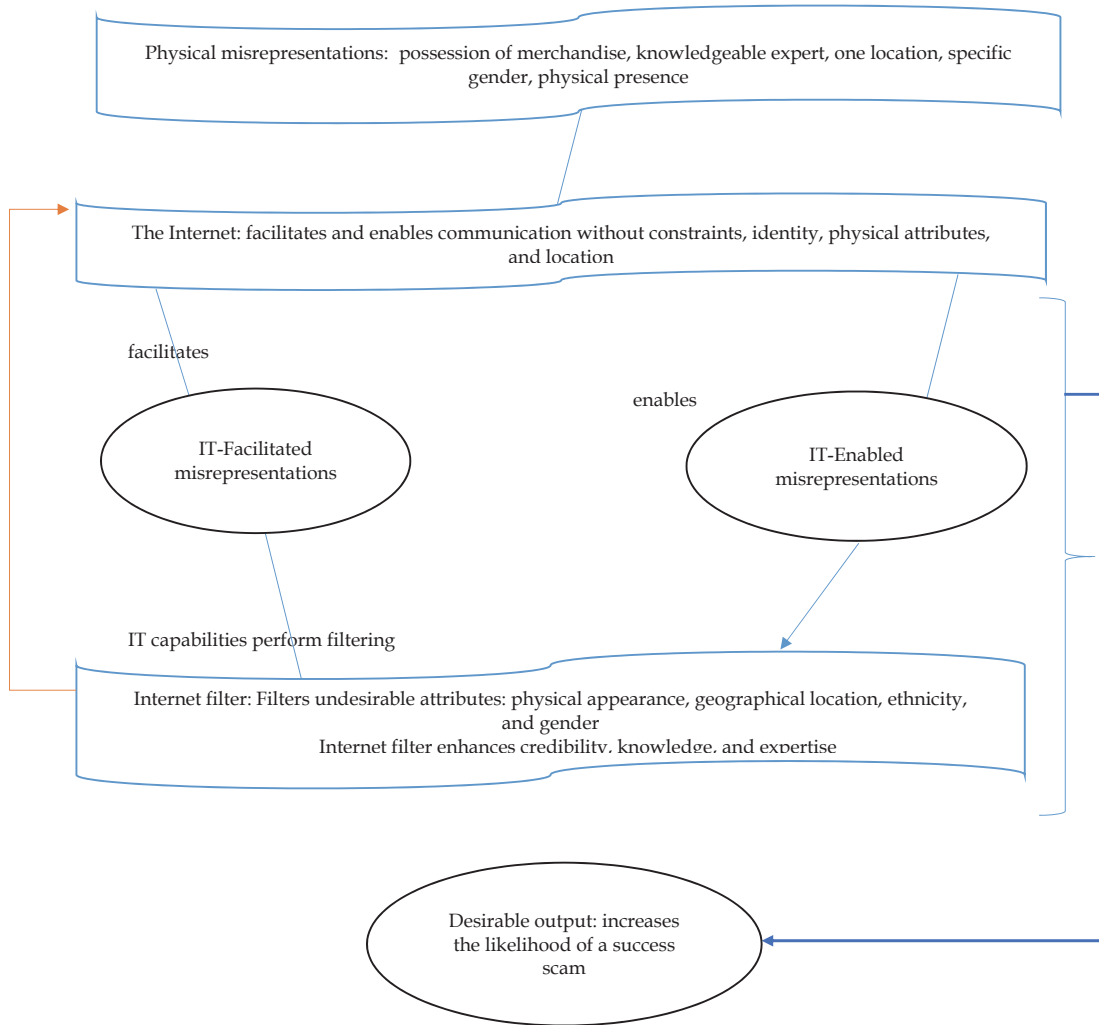 Physical misrepresentations:  possession of merchandise, knowledgeable expert, one location, specific
gender, physical presence
The Internet: facilitates and enables communication without constraints, identity, physical attributes,
and location
facilitates
enables
IT-Facilitated
misrepresentations
IT-Enabled
misrepresentations
IT capabilities perform filtering
Internet filter: Filters undesirable attributes: physical appearance, geographical location, ethnicity,
and gender
Internet filter enhances credibility, knowledge, and expertise
Desirable output: increases
the likelihood of a success
scam